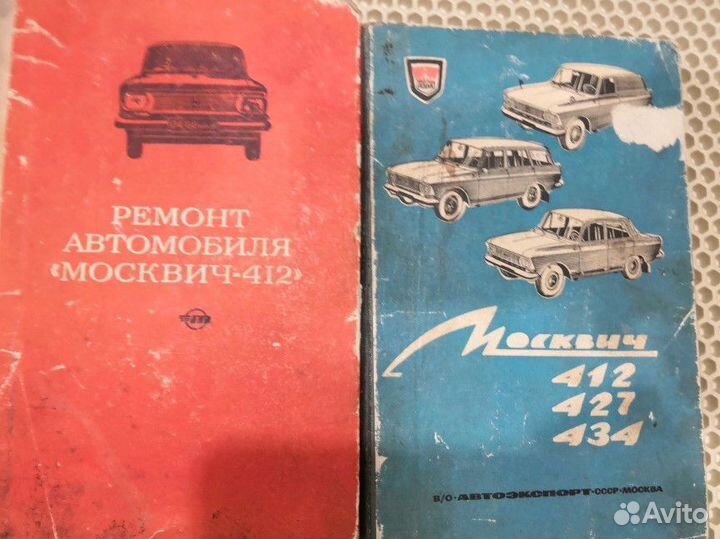 РЕМОНТ
АВТОМОБИЛЯ
«МОСКВИЧ-412»
Москвич
412
427
434
В/О • АВТОЭКСПОРТ • СССР • МОСКВА
Avito